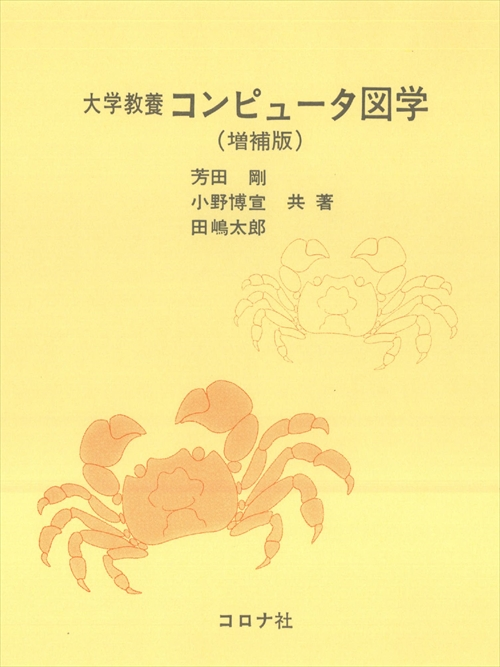 大学教養 コンピュータ図学
(増補版)
芳田 剛
小野博宣 共著
田嶋太郎
コロナ社